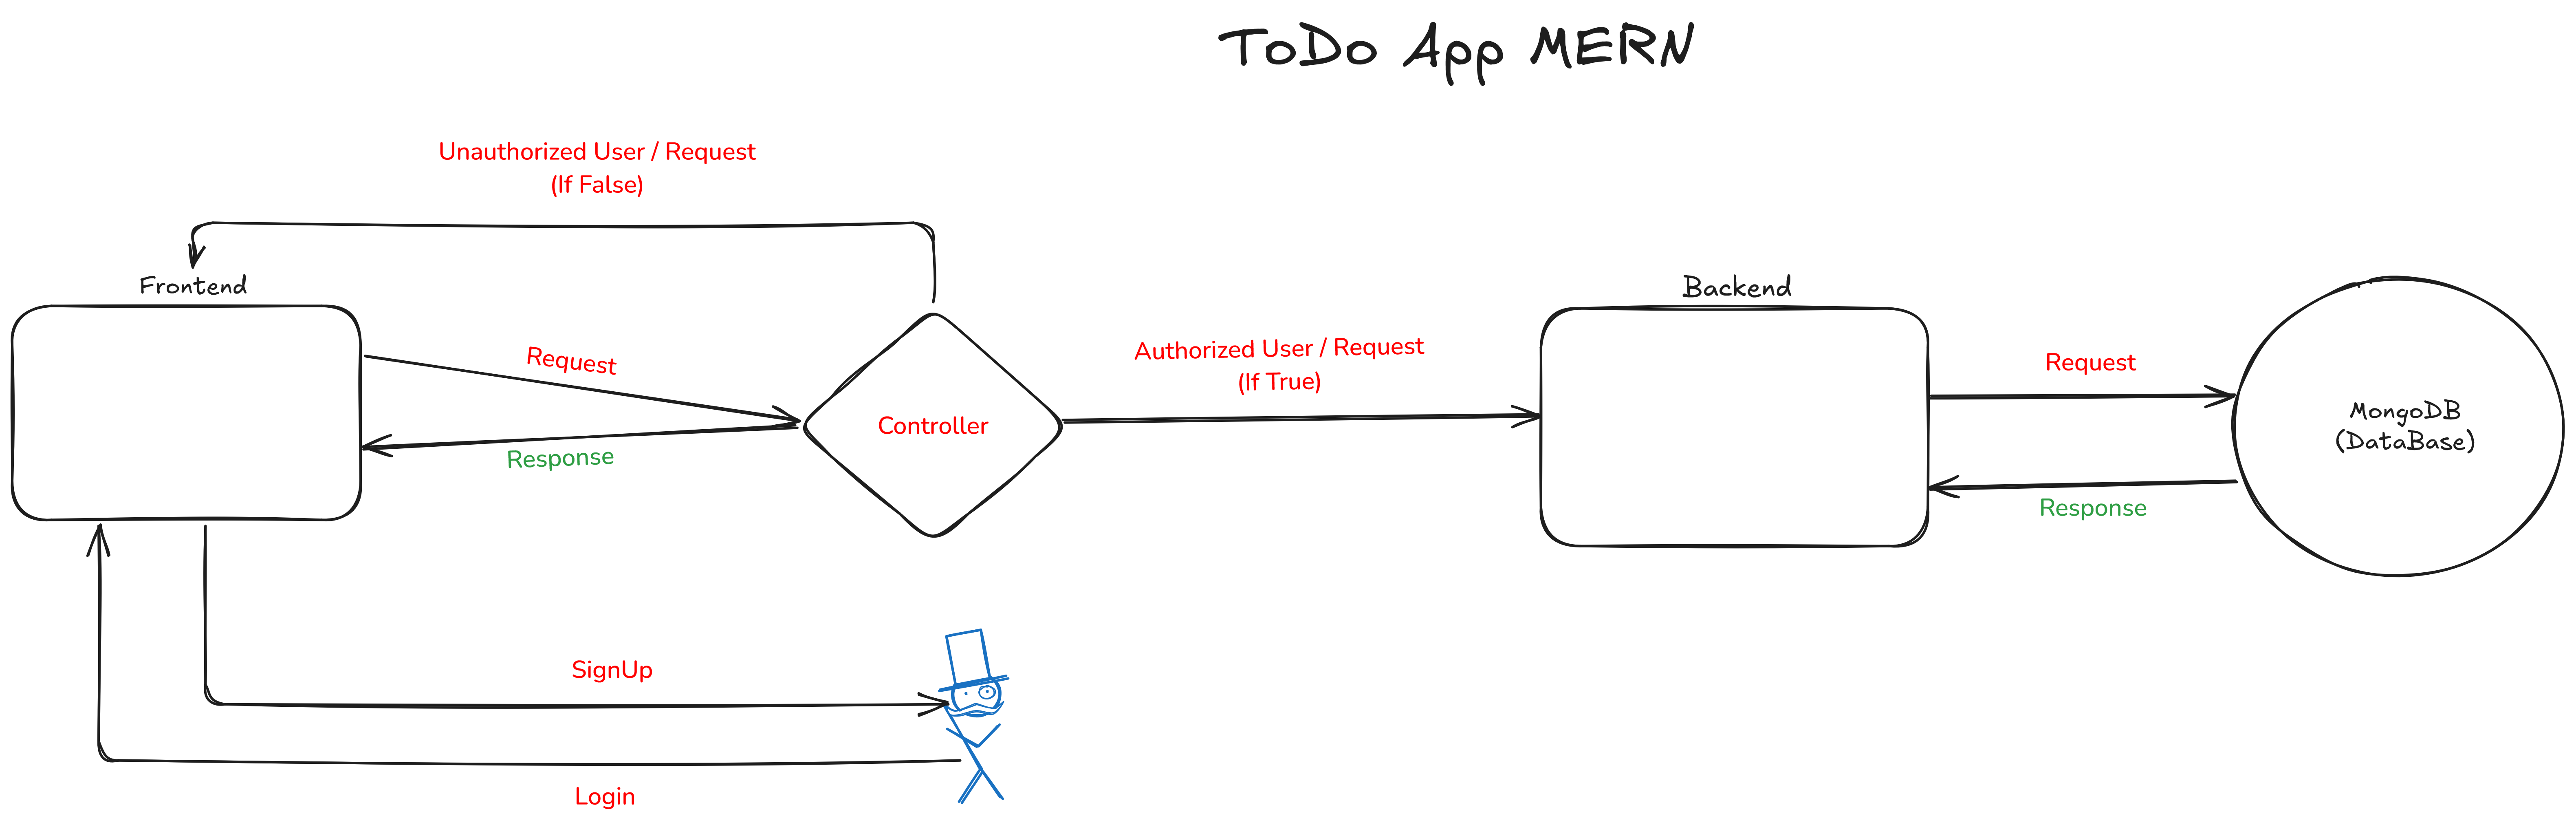 ToDo App MERN
Unauthorized User / Request
(If False)
Frontend
Backend
Request
Response
Controller
Authorized User / Request
(If True)
Request
Response
MongoDB
(DataBase)
SignUp
Login